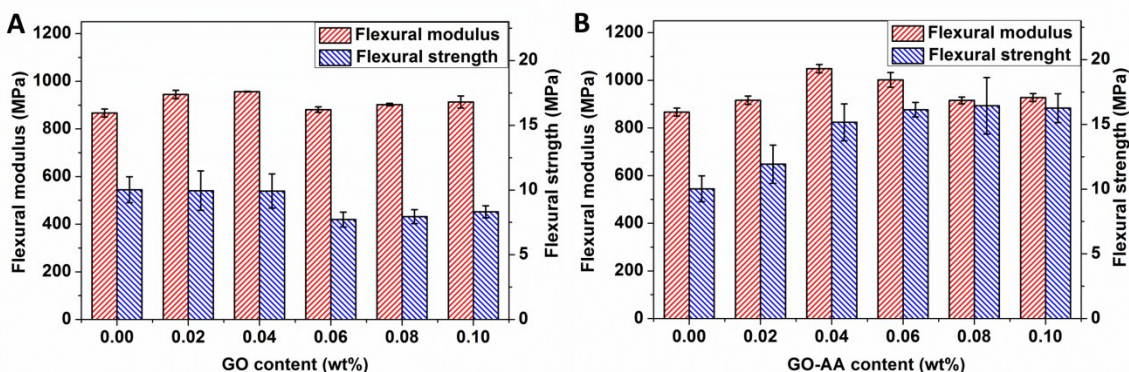 A
Flexural modulus
Flexural strength
Flexural modulus (MPa)
1200
1000
800
600
400
200
0
Flexural strngth (MPa)
20
15
10
5
0
0.00 0.02 0.04 0.06 0.08 0.10
GO content (wt%)
B
Flexural modulus
Flexural strenght
Flexural modulus (MPa)
1200
1000
800
600
400
200
0
Flexural strength (MPa)
20
15
10
5
0
0.00 0.02 0.04 0.06 0.08 0.10
GO-AA content (wt%)